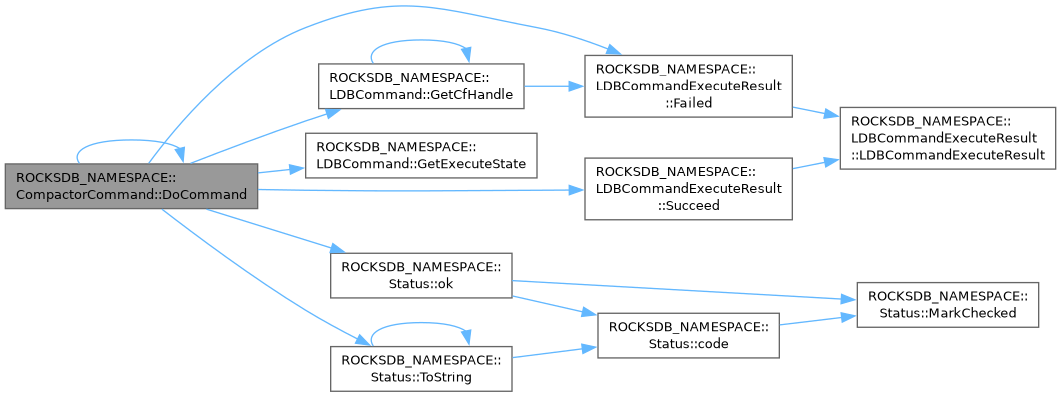 ROCKSDB_NAMESPACE::
CompactorCommand::DoCommand
ROCKSDB_NAMESPACE::
LDBCommand::GetCfHandle
ROCKSDB_NAMESPACE::
LDBCommand::GetExecuteState
ROCKSDB_NAMESPACE::
LDBCommandExecuteResult
::Failed
ROCKSDB_NAMESPACE::
LDBCommandExecuteResult
::Succeed
ROCKSDB_NAMESPACE::
LDBCommandExecuteResult
::LDBCommandExecuteResult
ROCKSDB_NAMESPACE::
Status::ok
ROCKSDB_NAMESPACE::
Status::ToString
ROCKSDB_NAMESPACE::
Status::code
ROCKSDB_NAMESPACE::
Status::MarkChecked